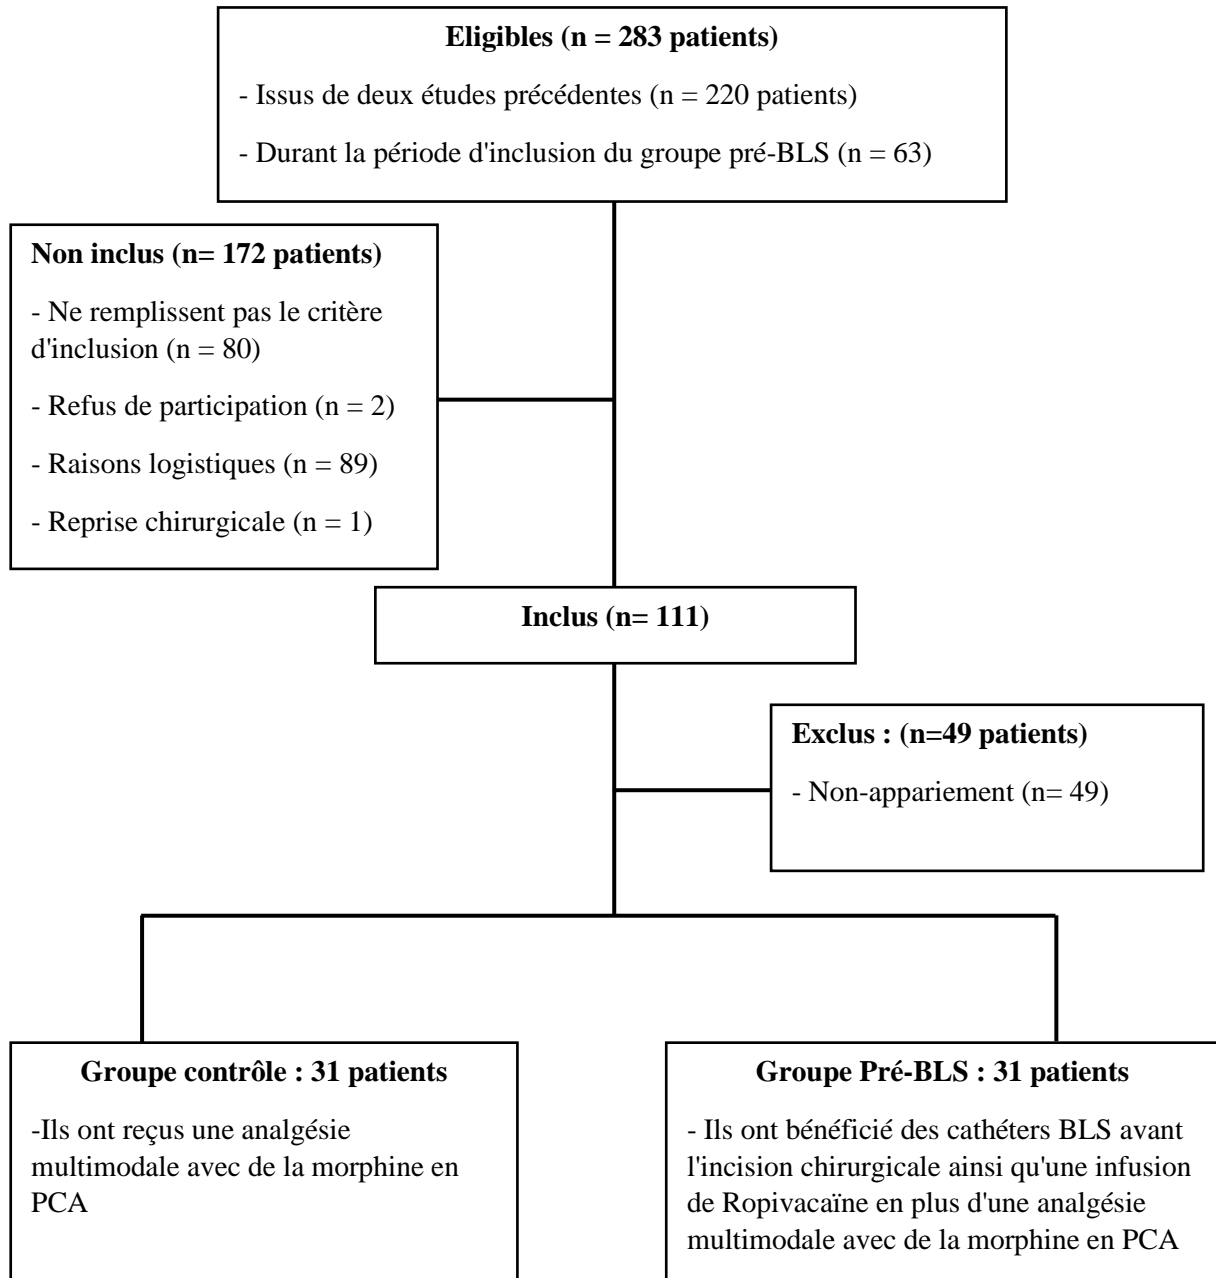 Eligibles (n = 283 patients)
- Issus de deux études précédentes (n = 220 patients)
- Durant la période d'inclusion du groupe pré-BLS (n = 63)
Non inclus (n= 172 patients)
- Ne remplissent pas le critère
d'inclusion (n = 80)
- Refus de participation (n = 2)
- Raisons logistiques (n = 89)
- Reprise chirurgicale (n = 1)
Inclus (n= 111)
Exclus : (n=49 patients)
- Non-appariement (n= 49)
Groupe contrôle : 31 patients
-Ils ont reçus une analgésie
multimodale avec de la morphine en
PCA
Groupe Pré-BLS : 31 patients
- Ils ont bénéficié des cathéters BLS avant
l'incision chirurgicale ainsi qu'une infusion
de Ropivacaïne en plus d'une analgésie
multimodale avec de la morphine en PCA